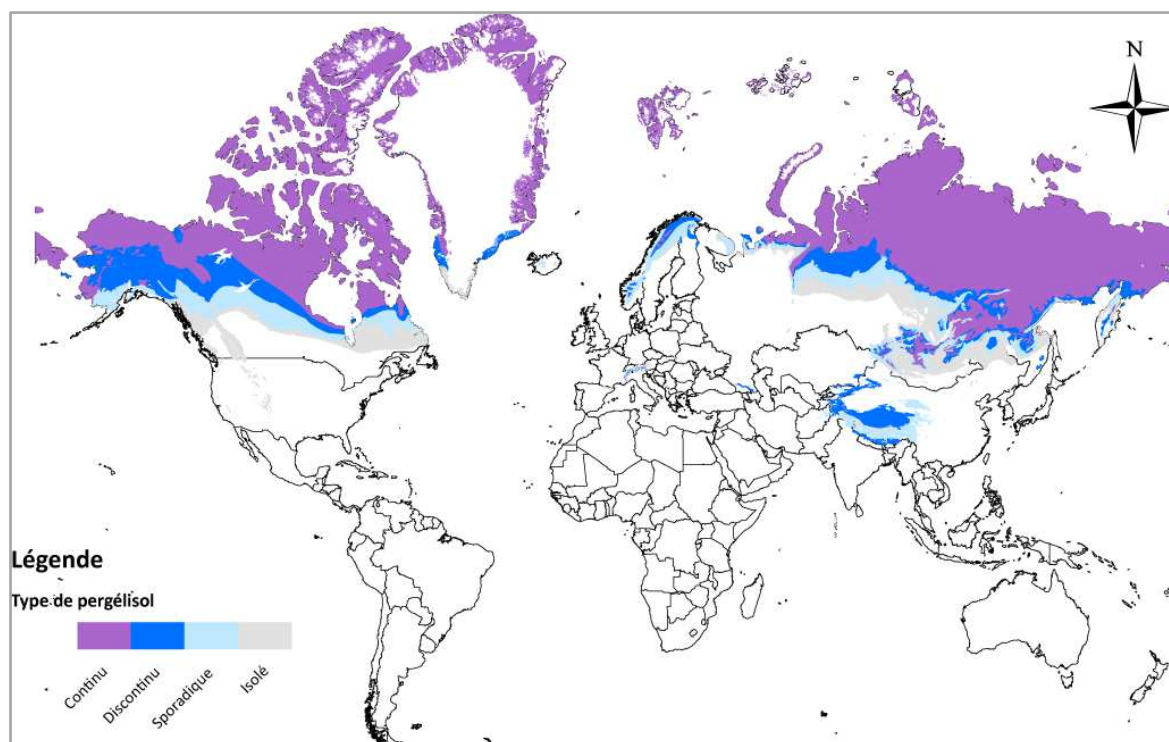 N
Légende
Type de pergélisol
Continu
Discontinu
Sporadique
Isolé